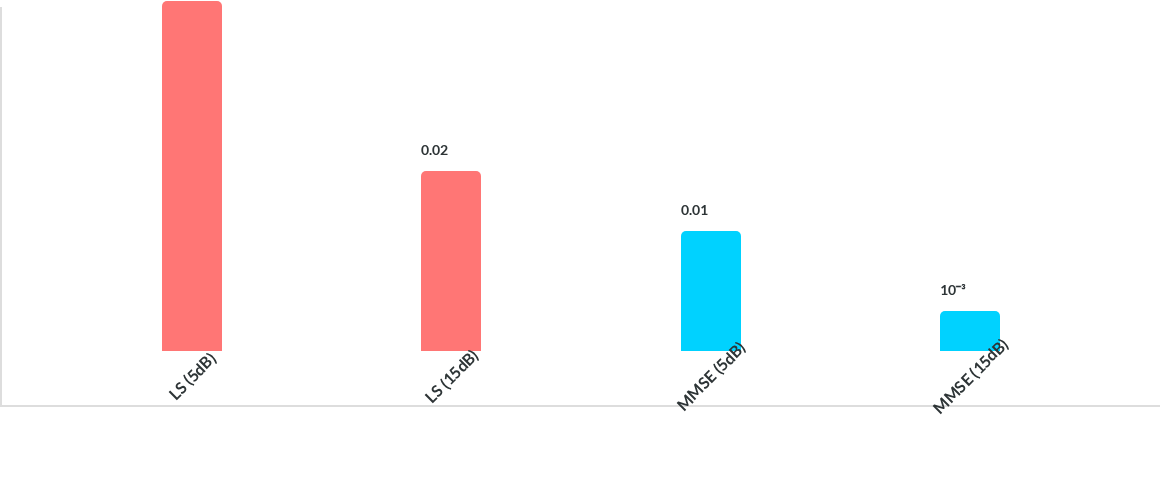 0.02
0.01
10⁻³
LS (5dB)
LS (15dB)
MMSE (5dB)
MMSE (15dB)